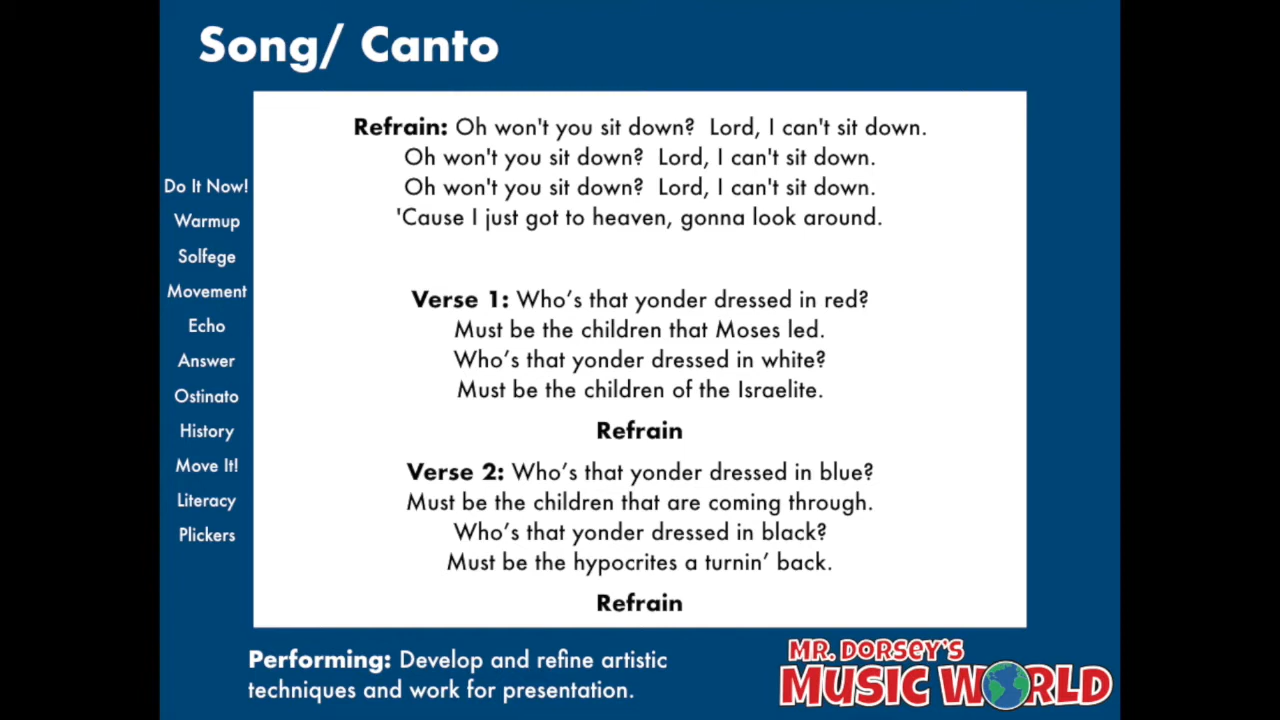 Song/ Canto
Do It Now!
Warmup
Solfege
Movement
Echo
Answer
Ostinato
History
Move It!
Literacy
Plickers
Refrain: Oh won't you sit down? Lord, I can't sit down.
Oh won't you sit down? Lord, I can't sit down.
Oh won't you sit down? Lord, I can't sit down.
'Cause I just got to heaven, gonna look around.
Verse 1: Who’s that yonder dressed in red?
Must be the children that Moses led.
Who’s that yonder dressed in white?
Must be the children of the Israelite.
Refrain
Verse 2: Who’s that yonder dressed in blue?
Must be the children that are coming through.
Who’s that yonder dressed in black?
Must be the hypocrites a turnin’ back.
Refrain
Performing: Develop and refine artistic
techniques and work for presentation.
MR. DORSEY'S
MUSIC WORLD